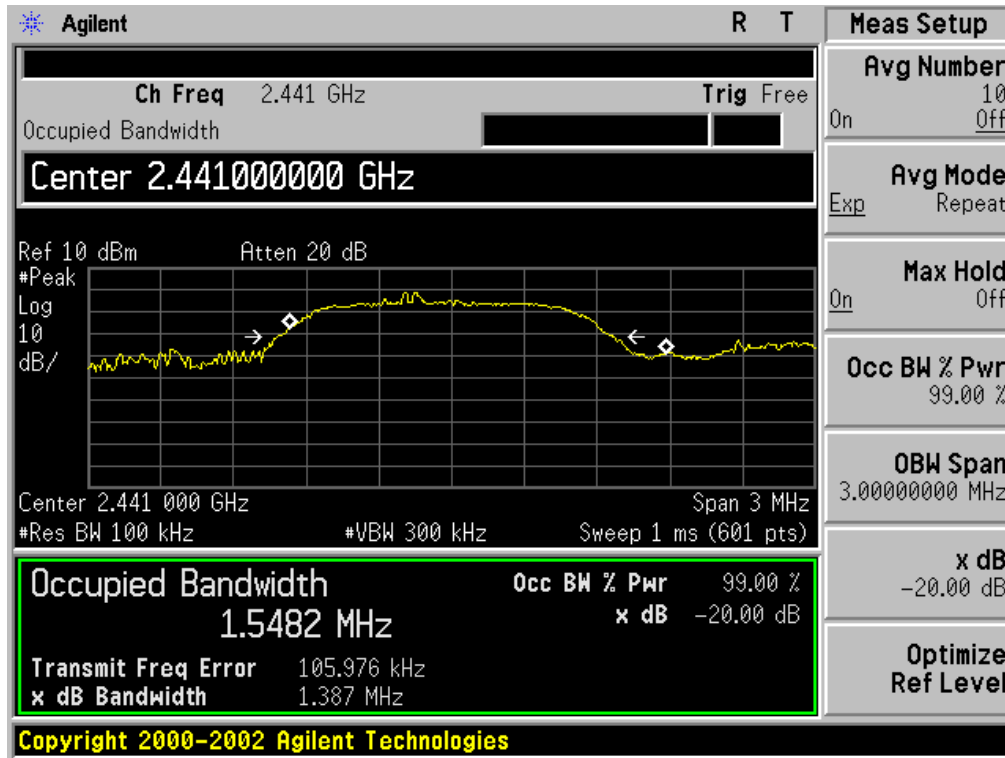 Agilent R T
Ch Freq 2.441 GHz Trig Free
Occupied Bandwidth
Center 2.441000000 GHz
Ref 10 dBm Atten 20 dB
#Peak
Log
10
dB/
Center 2.441 000 GHz Span 3 MHz
#Res BW 100 kHz #VBW 300 kHz Sweep 1 ms (601 pts)
Occupied Bandwidth
1.5482 MHz
Occ BW % Pwr 99.00 %
x dB -20.00 dB
Transmit Freq Error 105.976 kHz
x dB Bandwidth 1.387 MHz
Copyright 2000-2002 Agilent Technologies
Meas Setup
Avg Number
10
On Off
Avg Mode
Exp Repeat
Max Hold
On Off
Occ BW % Pwr
99.00 %
OBW Span
3.00000000 MHz
x dB
-20.00 dB
Optimize
Ref Level